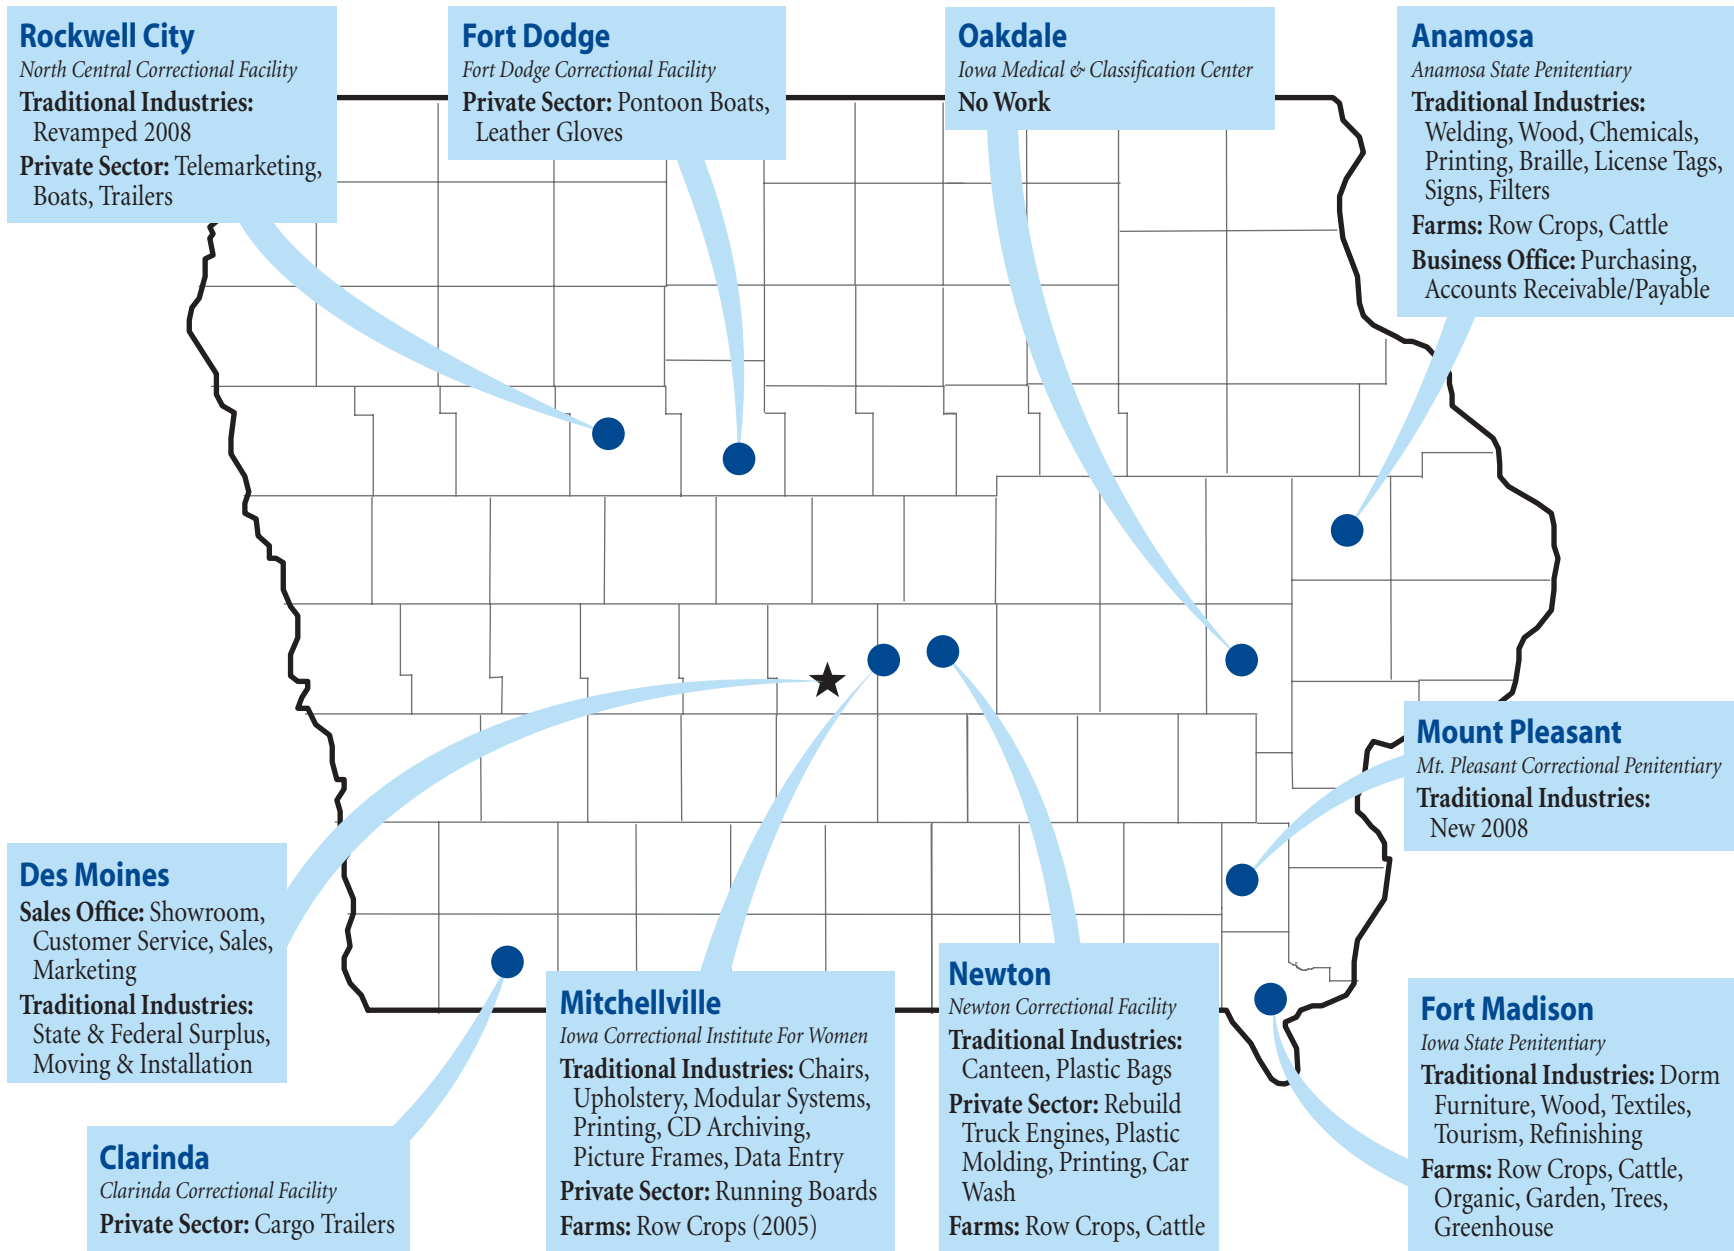 Rockwell City
North Central Correctional Facility
Traditional Industries:
Revamped 2008
Private Sector: Telemarketing,
Boats, Trailers
Fort Dodge
Fort Dodge Correctional Facility
Private Sector: Pontoon Boats,
Leather Gloves
Oakdale
Iowa Medical & Classification Center
No Work
Anamosa
Anamosa State Penitentiary
Traditional Industries:
Welding, Wood, Chemicals,
Printing, Braille, License Tags,
Signs, Filters
Farms: Row Crops, Cattle
Business Office: Purchasing,
Accounts Receivable/Payable
Mount Pleasant
Mt. Pleasant Correctional Penitentiary
Traditional Industries:
New 2008
Des Moines
Sales Office: Showroom,
Customer Service, Sales,
Marketing
Traditional Industries:
State & Federal Surplus,
Moving & Installation
Clarinda
Clarinda Correctional Facility
Private Sector: Cargo Trailers
Mitchellville
Iowa Correctional Institute For Women
Traditional Industries: Chairs,
Upholstery, Modular Systems,
Printing, CD Archiving,
Picture Frames, Data Entry
Private Sector: Running Boards
Farms: Row Crops (2005)
Newton
Newton Correctional Facility
Traditional Industries:
Canteen, Plastic Bags
Private Sector: Rebuild
Truck Engines, Plastic
Molding, Printing, Car
Wash
Farms: Row Crops, Cattle
Fort Madison
Iowa State Penitentiary
Traditional Industries: Dorm
Furniture, Wood, Textiles,
Tourism, Refinishing
Farms: Row Crops, Cattle,
Organic, Garden, Trees,
Greenhouse